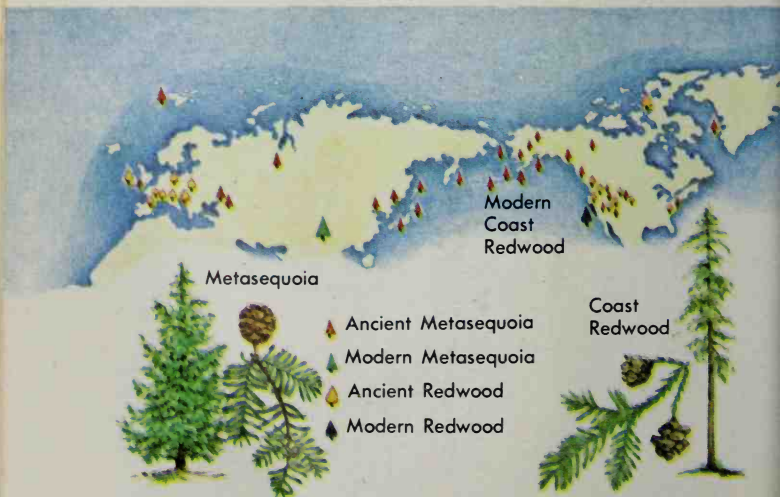 Modern
Coast
Redwood
Metasequoia
Coast
Redwood
Ancient Metasequoia
Modern Metasequoia
Ancient Redwood
Modern Redwood